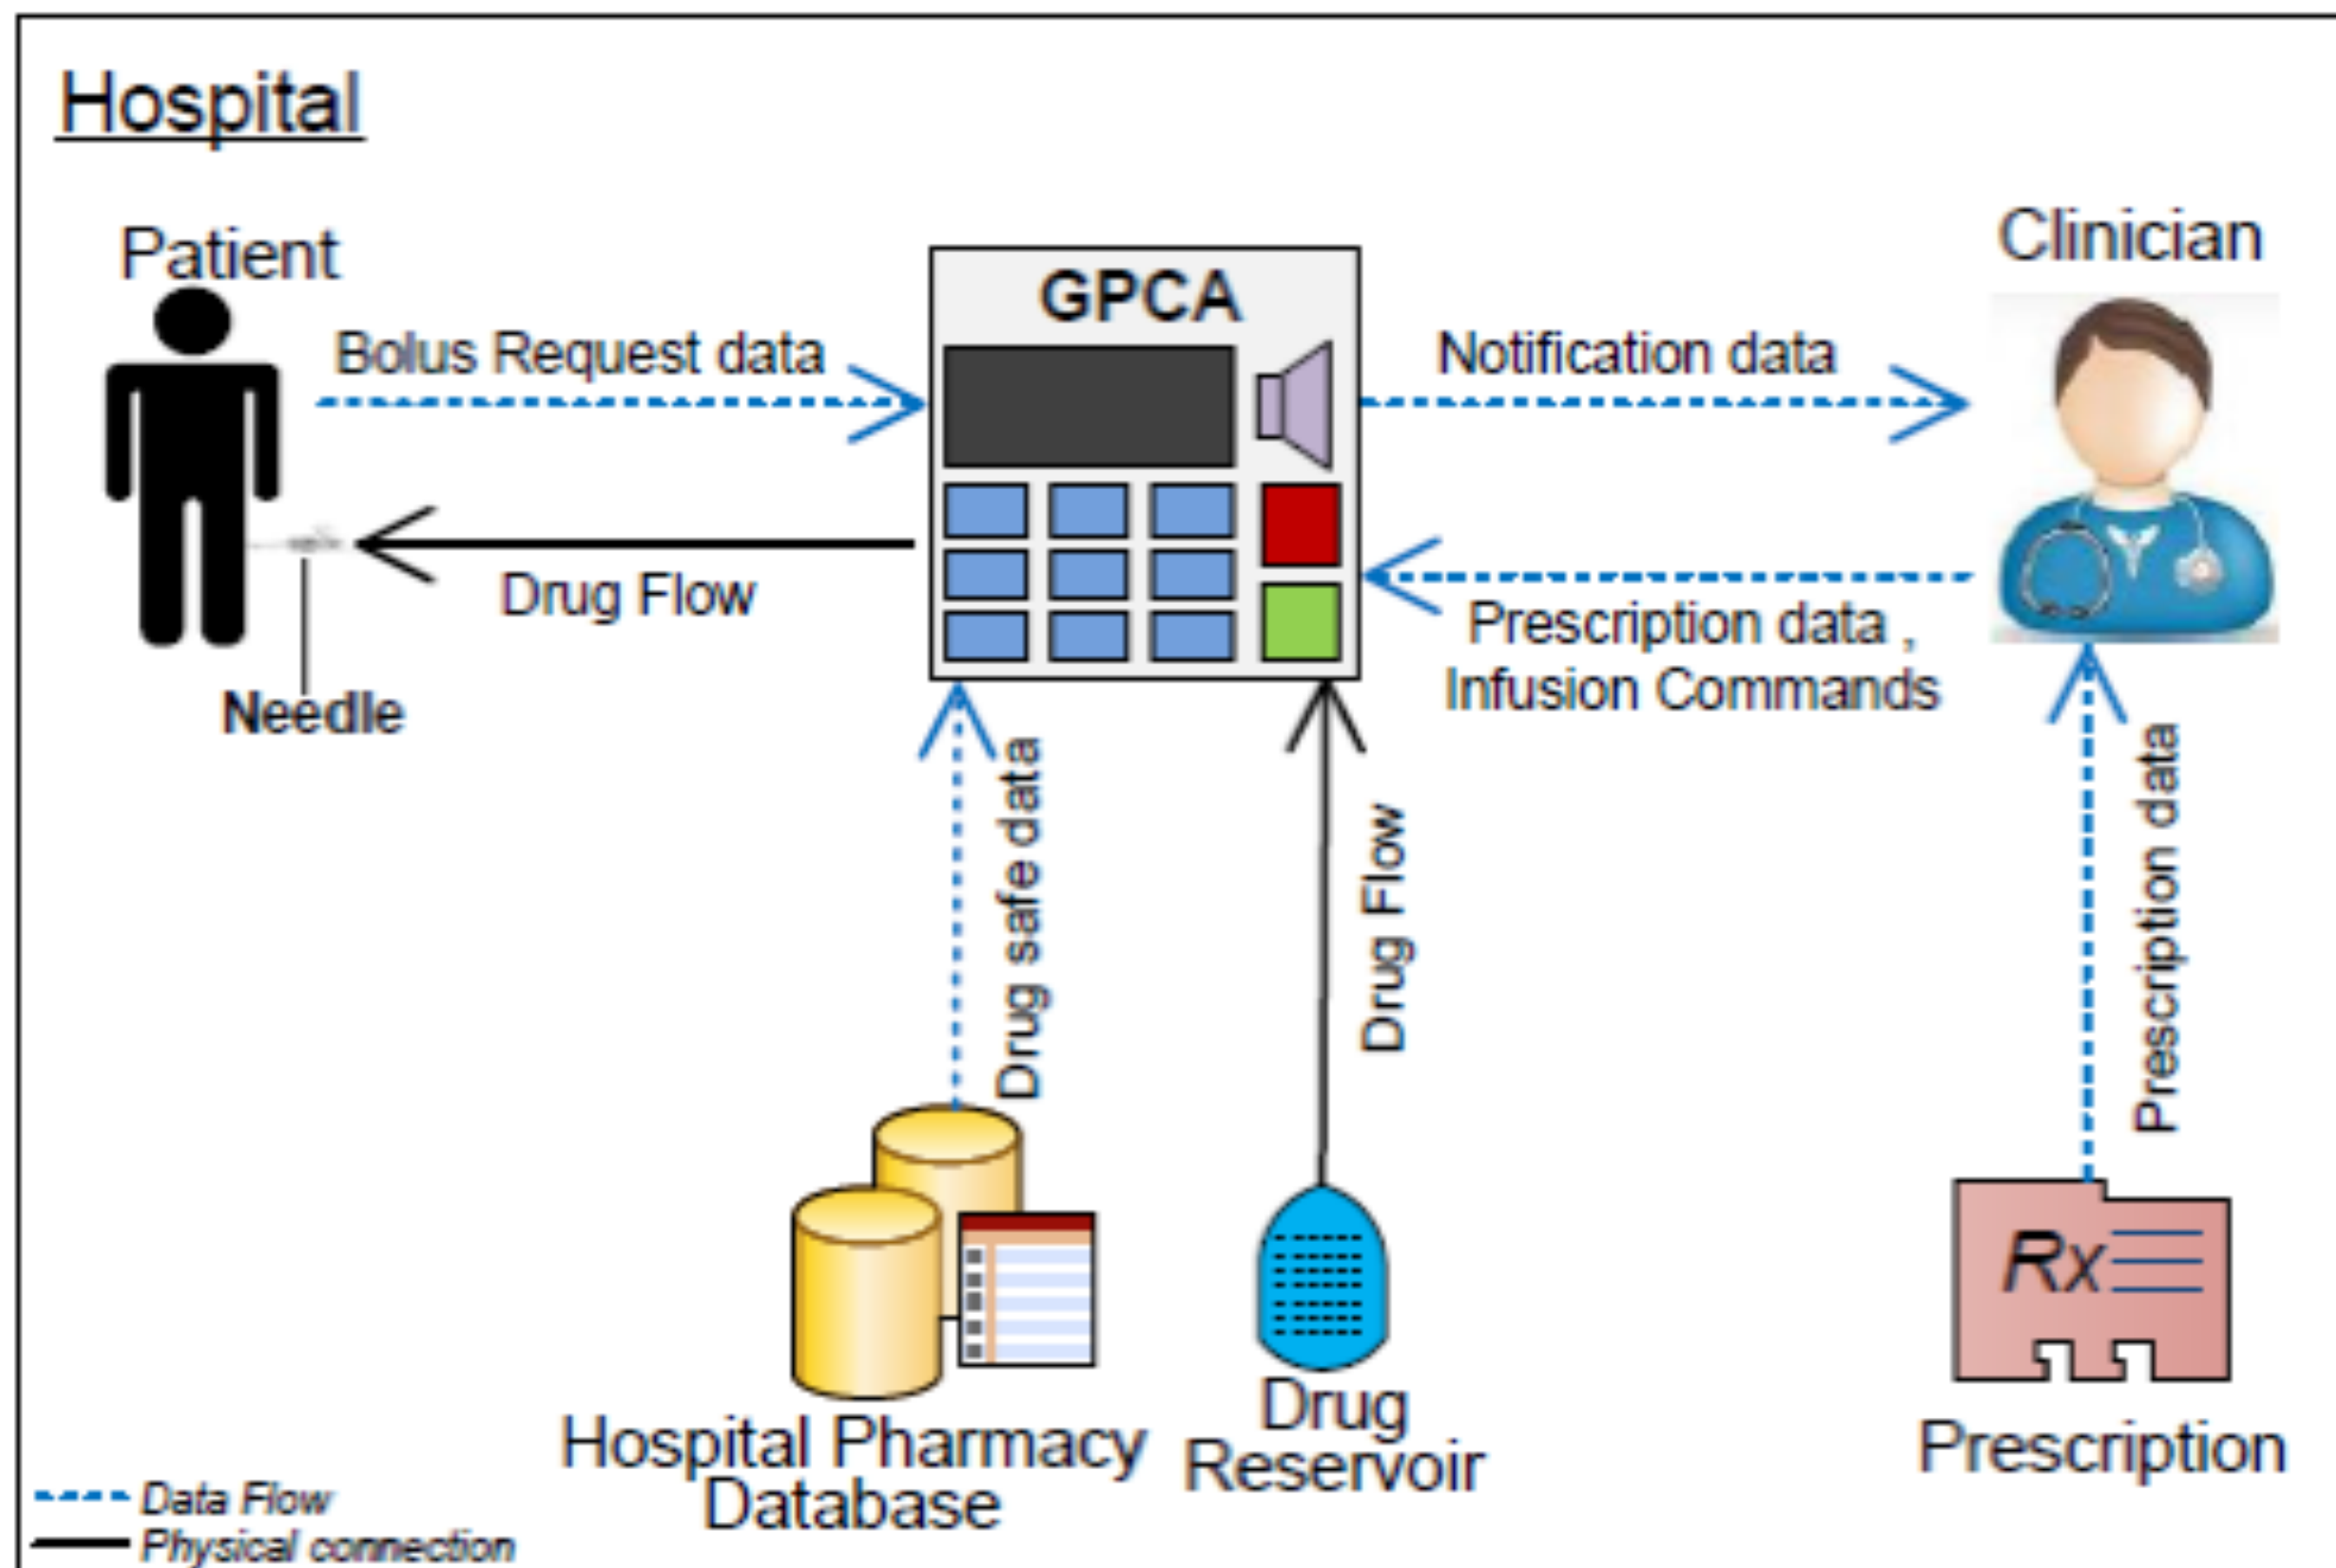 Hospital
Patient
GPCA
Clinician
Bolus Request data
Notification data
Drug Flow
Prescription data ,
Infusion Commands
Needle
Drug safe data
Drug Flow
Prescription data
Rx
Hospital Pharmacy
Database
Drug
Reservoir
Prescription
Data Flow
Physical connection